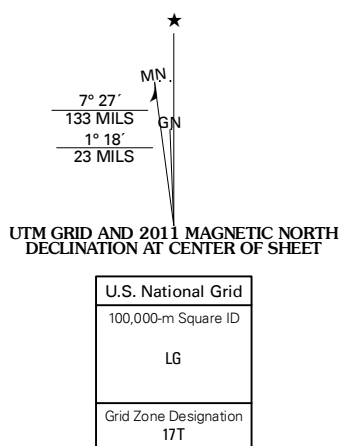 ★
MN.
7° 27´
133 MILS
GN
1° 18´
23 MILS
UTM GRID AND 2011 MAGNETIC NORTH
DECLINATION AT CENTER OF SHEET
U.S. National Grid
100,000-m Square ID
LG
Grid Zone Designation
17T